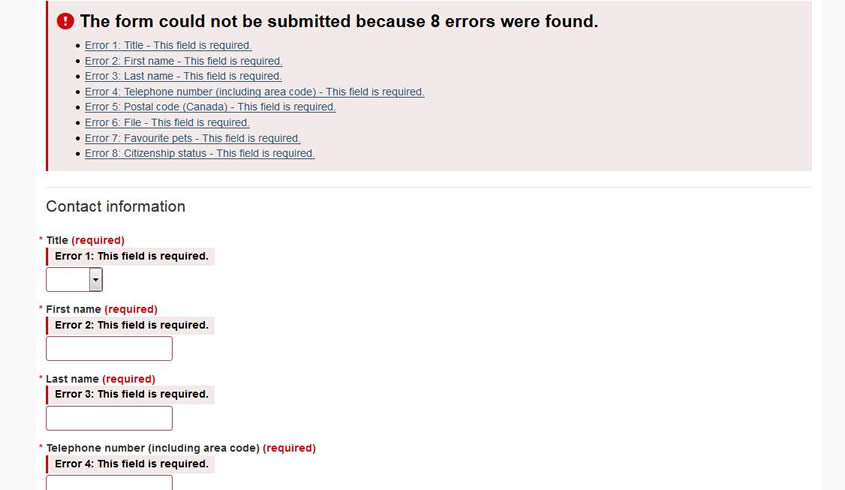 The form could not be submitted because 8 errors were found.
Error 1: Title - This field is required.
Error 2: First name - This field is required.
Error 3: Last name - This field is required.
Error 4: Telephone number (including area code) - This field is required.
Error 5: Postal code (Canada) - This field is required.
Error 6: File - This field is required.
Error 7: Favourite pets - This field is required.
Error 8: Citizenship status - This field is required.
Contact information
* Title (required)
Error 1: This field is required.
* First name (required)
Error 2: This field is required.
* Last name (required)
Error 3: This field is required.
* Telephone number (including area code) (required)
Error 4: This field is required.